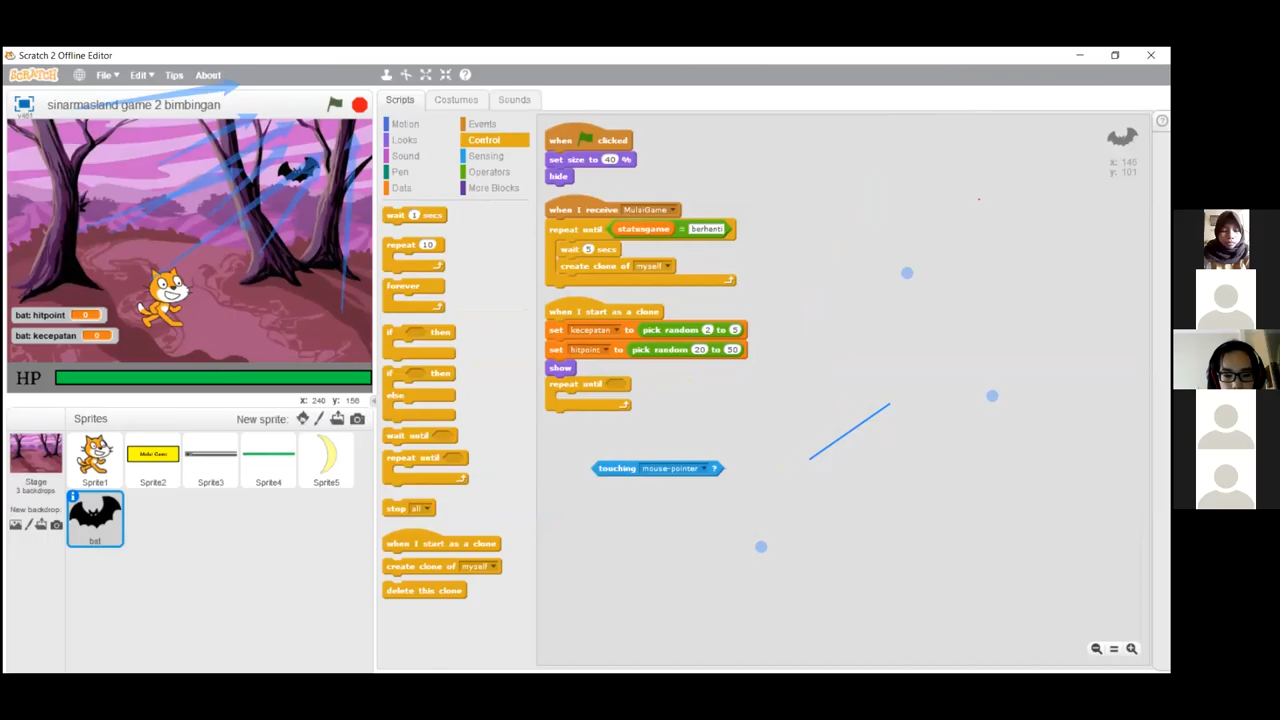 Scratch 2 Offline Editor
SCRATCH File Edit Tips About
sinarmasland game 2 bimbingan
v461
bat: hitpoint 0
bat: kecepatan 0
HP
x: 240 y: 156
Sprites New sprite:
Stage
3 backdrops
New backdrop:
Sprite1
Mulai Game
Sprite2
Sprite3
Sprite4
Sprite5
bat
Scripts Costumes Sounds
Motion Events
Looks Control
Sound Sensing
Pen Operators
Data More Blocks
wait 1 secs
repeat 10
forever
if then
if then
else
wait until
repeat until
stop all
when I start as a clone
create clone of myself
delete this clone
when clicked
set size to 40 %
hide
when I receive MulaiGame
repeat until statusgame = berhenti
wait 5 secs
create clone of myself
when I start as a clone
set kecepatan to pick random 2 to 5
set hitpoint to pick random 20 to 50
show
repeat until
touching mouse-pointer ?
x: 146
y: 101